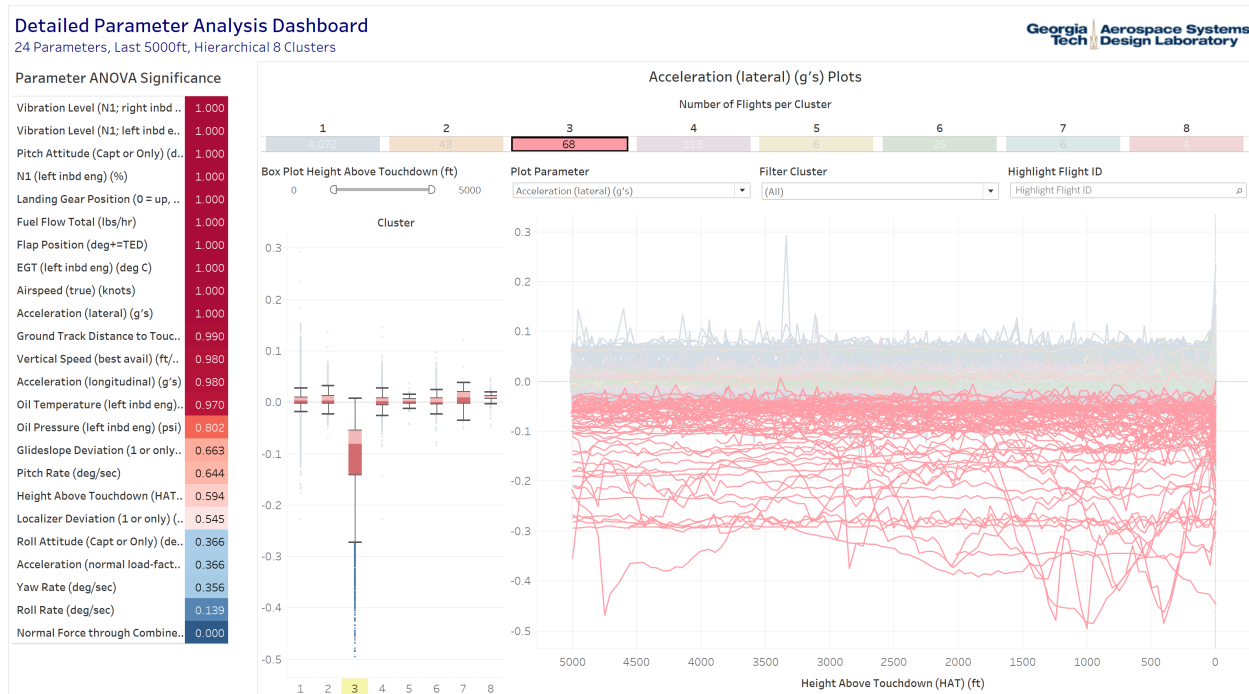 Detailed Parameter Analysis Dashboard
24 Parameters, Last 5000ft, Hierarchical 8 Clusters
Georgia Tech
Aerospace Systems Design Laboratory
Parameter ANOVA Significance
Vibration Level (N1; right inbd .. 1.000
Vibration Level (N1; left inbd e.. 1.000
Pitch Attitude (Capt or Only) (d.. 1.000
N1 (left inbd eng) (%) 1.000
Landing Gear Position (0 = up, .. 1.000
Fuel Flow Total (lbs/hr) 1.000
Flap Position (deg+=TED) 1.000
EGT (left inbd eng) (deg C) 1.000
Airspeed (true) (knots) 1.000
Acceleration (lateral) (g's) 1.000
Ground Track Distance to Touc.. 0.990
Vertical Speed (best avail) (ft/.. 0.980
Acceleration (longitudinal) (g's) 0.980
Oil Temperature (left inbd eng).. 0.970
Oil Pressure (left inbd eng) (psi) 0.802
Glideslope Deviation (1 or only.. 0.663
Pitch Rate (deg/sec) 0.644
Height Above Touchdown (HAT.. 0.594
Localizer Deviation (1 or only) (.. 0.545
Roll Attitude (Capt or Only) (de.. 0.366
Acceleration (normal load-fact.. 0.366
Yaw Rate (deg/sec) 0.356
Roll Rate (deg/sec) 0.139
Normal Force through Combine.. 0.000
Acceleration (lateral) (g's) Plots
Number of Flights per Cluster
1 2 3 4 5 6 7 8
4,072 43 68 116 6 25 6 4
Box Plot Height Above Touchdown (ft)
0 5000
Plot Parameter
Acceleration (lateral) (g's)
Filter Cluster
(All)
Highlight Flight ID
Highlight Flight ID
Cluster
0.3
0.2
0.1
0.0
-0.1
-0.2
-0.3
-0.4
-0.5
1 2 3 4 5 6 7 8
0.3
0.2
0.1
0.0
-0.1
-0.2
-0.3
-0.4
-0.5
5000 4500 4000 3500 3000 2500 2000 1500 1000 500 0
Height Above Touchdown (HAT) (ft)